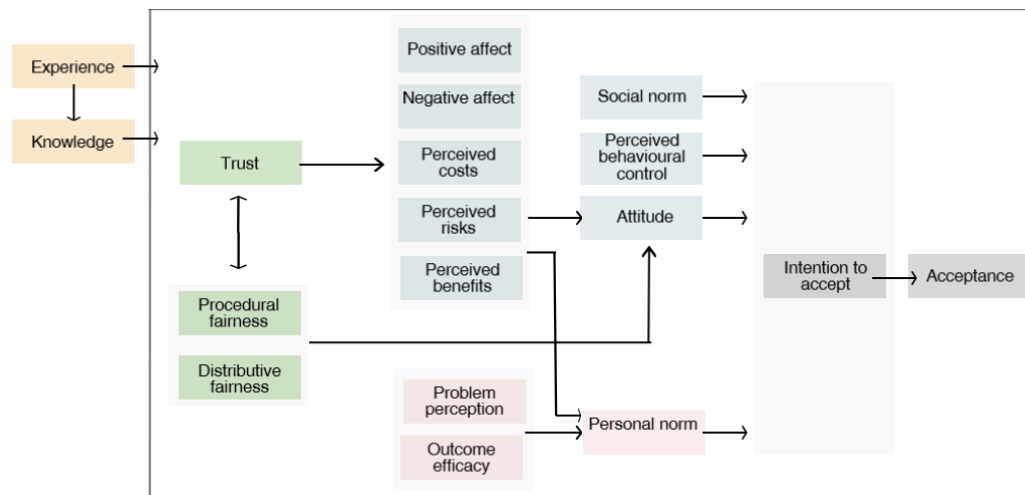 Experience
Knowledge
Trust
Procedural
fairness
Distributive
fairness
Positive affect
Negative affect
Perceived
costs
Perceived
risks
Perceived
benefits
Problem
perception
Outcome
efficacy
Social norm
Perceived
behavioural
control
Attitude
Personal norm
Intention to
accept
Acceptance